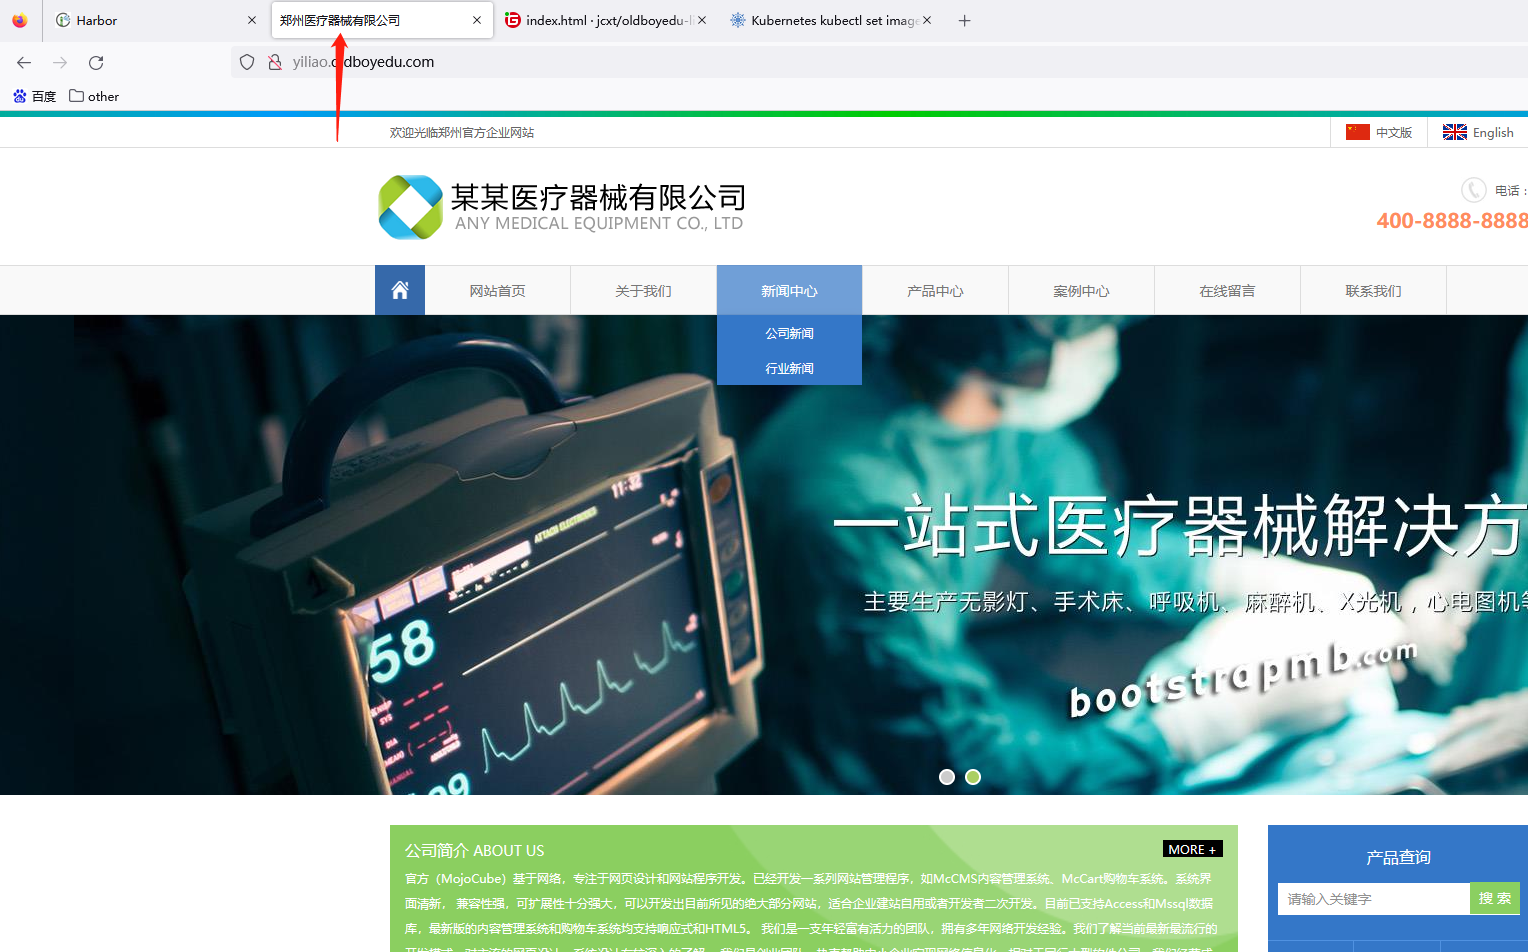 Harbor
郑州医疗器械有限公司
index.html · jcxt/oldboyedu-li
Kubernetes kubectl set image
yiliao.oldboyedu.com
百度
other
欢迎光临郑州官方企业网站
中文版
English
某某医疗器械有限公司
ANY MEDICAL EQUIPMENT CO., LTD
电话：
400-8888-8888
网站首页
关于我们
新闻中心
产品中心
案例中心
在线留言
联系我们
公司新闻
行业新闻
11:32
ATTACH ELECTRODES
58
一站式医疗器械解决方
主要生产无影灯、手术床、呼吸机、麻醉机、X光机，心电图机等
bootstrapmb.com
公司简介 ABOUT US
MORE +
官方（MojoCube）基于网络，专注于网页设计和网站程序开发。已经开发一系列网站管理程序，如McCMS内容管理系统、McCart购物车系统。系统界
面清新， 兼容性强，可扩展性十分强大，可以开发出目前所见的绝大部分网站，适合企业建站自用或者开发者二次开发。目前已支持Access和Mssql数据
库，最新版的内容管理系统和购物车系统均支持响应式和HTML5。 我们是一支年轻富有活力的团队，拥有多年网络开发经验。我们了解当前最新最流行的
产品查询
请输入关键字
搜 索